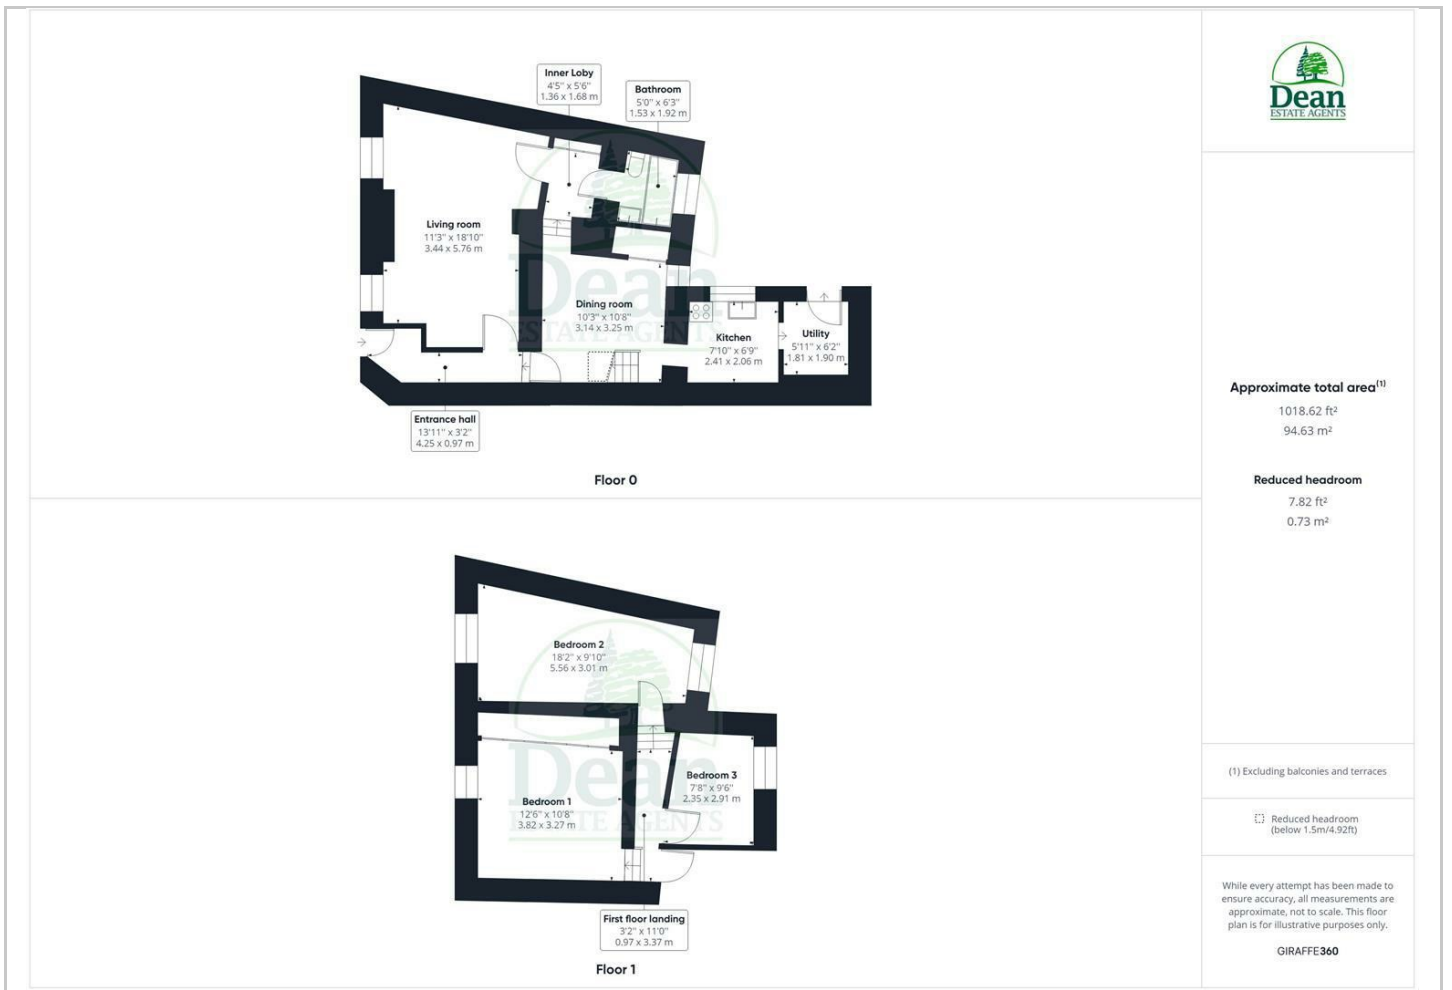 Inner Loby
4'5" x 5'6"
1.36 x 1.68 m
Bathroom
5'0" x 6'3"
1.53 x 1.92 m
Living room
11'3" x 18'10"
3.44 x 5.76 m
Dining room
10'3" x 10'8"
3.14 x 3.25 m
Kitchen
7'10" x 6'9"
2.41 x 2.06 m
Utility
5'11" x 6'2"
1.81 x 1.90 m
Entrance hall
13'11" x 3'2"
4.25 x 0.97 m
Dean
ESTATE AGENTS
Floor 0
Bedroom 2
18'2" x 9'10"
5.56 x 3.01 m
Bedroom 1
12'6" x 10'8"
3.82 x 3.27 m
Bedroom 3
7'8" x 9'6"
2.35 x 2.91 m
First floor landing
3'2" x 11'0"
0.97 x 3.37 m
Dean
ESTATE AGENTS
Floor 1
Dean
ESTATE AGENTS
Approximate total area(1)
1018.62 ft²
94.63 m²
Reduced headroom
7.82 ft²
0.73 m²
(1) Excluding balconies and terraces
Reduced headroom
(below 1.5m/4.92ft)
While every attempt has been made to
ensure accuracy, all measurements are
approximate, not to scale. This floor
plan is for illustrative purposes only.
GIRAFFE360